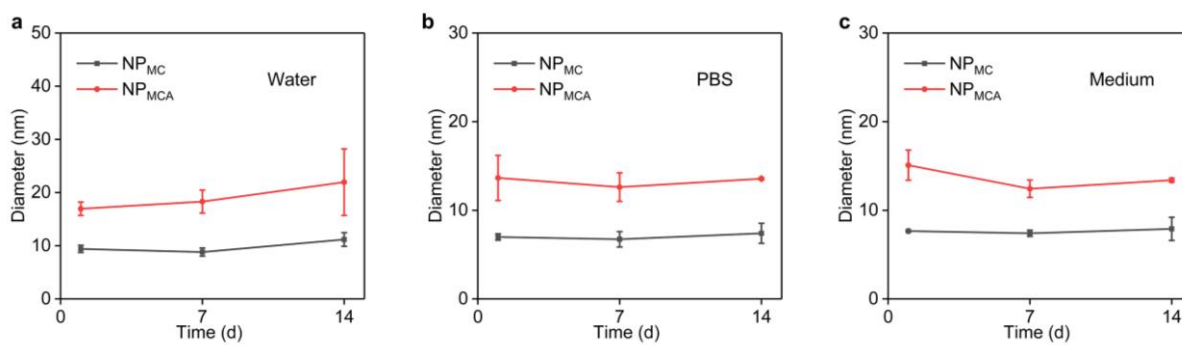 a
50
40
30
20
10
0
Diameter (nm)
NPMC
NPMCA
Water
0
7
14
Time (d)
b
30
20
10
0
Diameter (nm)
NPMC
NPMCA
PBS
0
7
14
Time (d)
c
30
20
10
0
Diameter (nm)
NPMC
NPMCA
Medium
0
7
14
Time (d)